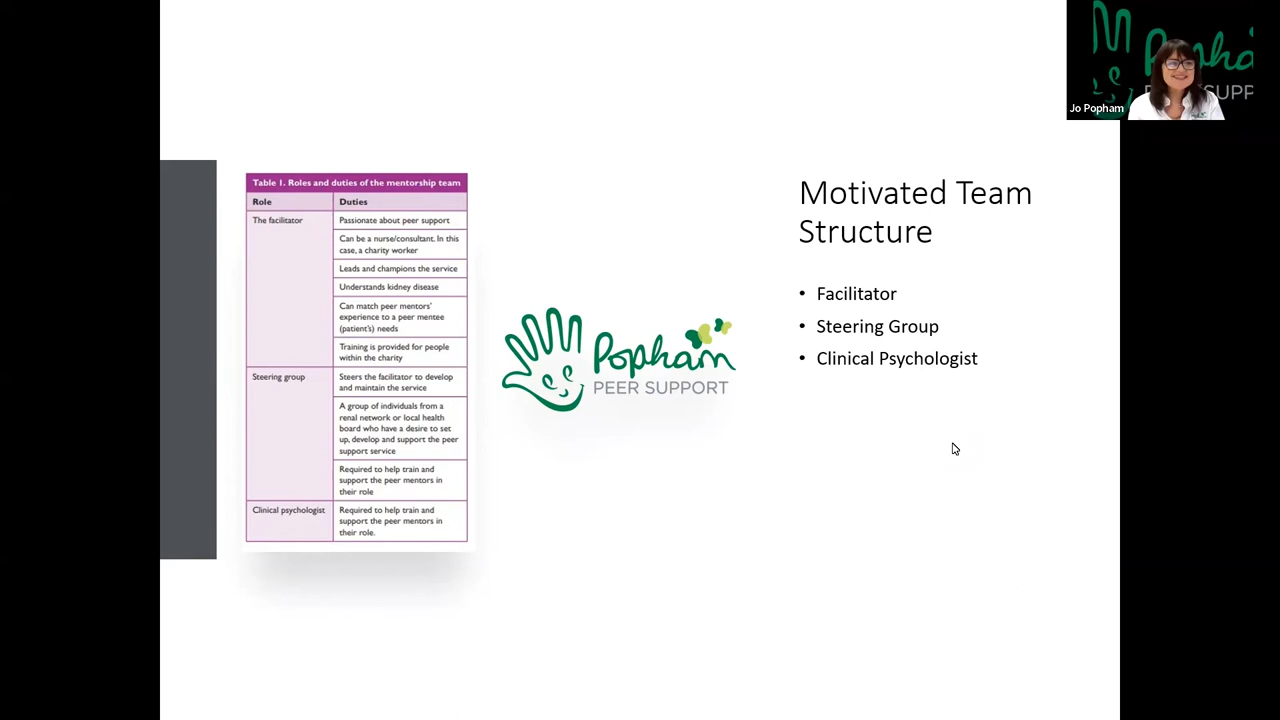 Table 1. Roles and duties of the mentorship team
Role
Duties
The facilitator
Passionate about peer support
Can be a nurse/consultant. In this
case, a charity worker
Leads and champions the service
Understands kidney disease
Can match peer mentors'
experience to a peer mentee
(patient's) needs
Training is provided for people
within the charity
Steering group
Steers the facilitator to develop
and maintain the service
A group of individuals from a
renal network or local health
board who have a desire to set
up, develop and support the peer
support service
Required to help train and
support the peer mentors in
their role
Clinical psychologist
Required to help train and
support the peer mentors in
their role.
Popham
PEER SUPPORT
Motivated Team
Structure
• Facilitator
• Steering Group
• Clinical Psychologist
Jo Popham